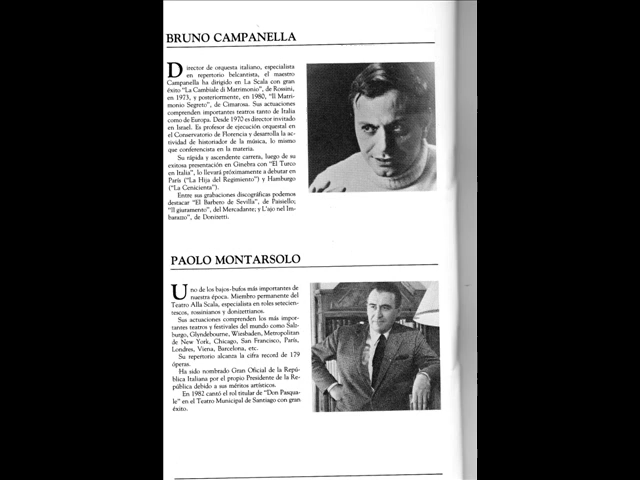 BRUNO CAMPANELLA
Director de orquesta italiano, especialista
en repertorio belcantista, el maestro
Campanella ha dirigido en La Scala con gran
éxito "La Cambiale di Matrimonio", de Rossini,
en 1973, y posteriormente, en 1980, "Il Matri-
monio Segreto", de Cimarosa. Sus actuaciones
comprenden importantes teatros tanto de Italia
como de Europa. Desde 1970 es director invitado
en Israel. Es profesor de ejecución orquestal en
el Conservatorio de Florencia y desarrolla la ac-
tividad de historiador de la música, lo mismo
que conferencista en la materia.
Su rápida y ascendente carrera, luego de su
exitosa presentación en Ginebra con "El Turco
en Italia", lo llevará próximamente a debutar en
París ("La Hija del Regimiento") y Hamburgo
("La Cenicienta").
Entre sus grabaciones discográficas podemos
destacar "El Barbero de Sevilla", de Paisiello;
"Il giuramento", del Mercadante; y L'ajo nel Im-
barazzo", de Donizetti.
PAOLO MONTARSOLO
Uno de los bajos-bufos más importantes de
nuestra época. Miembro permanente del
Teatro Alla Scala, especialista en roles setecien-
tescos, rossinianos y donizettianos.
Sus actuaciones comprenden los más impor-
tantes teatros y festivales del mundo como Salz-
burgo, Glyndebourne, Wiesbaden, Metropolitan
de New York, Chicago, San Francisco, París,
Londres, Viena, Barcelona, etc.
Su repertorio alcanza la cifra record de 179
óperas.
Ha sido nombrado Gran Oficial de la Repú-
blica Italiana por el propio Presidente de la Re-
pública debido a sus méritos artísticos.
En 1982 cantó el rol titular de "Don Pasqua-
le" en el Teatro Municipal de Santiago con gran
éxito.